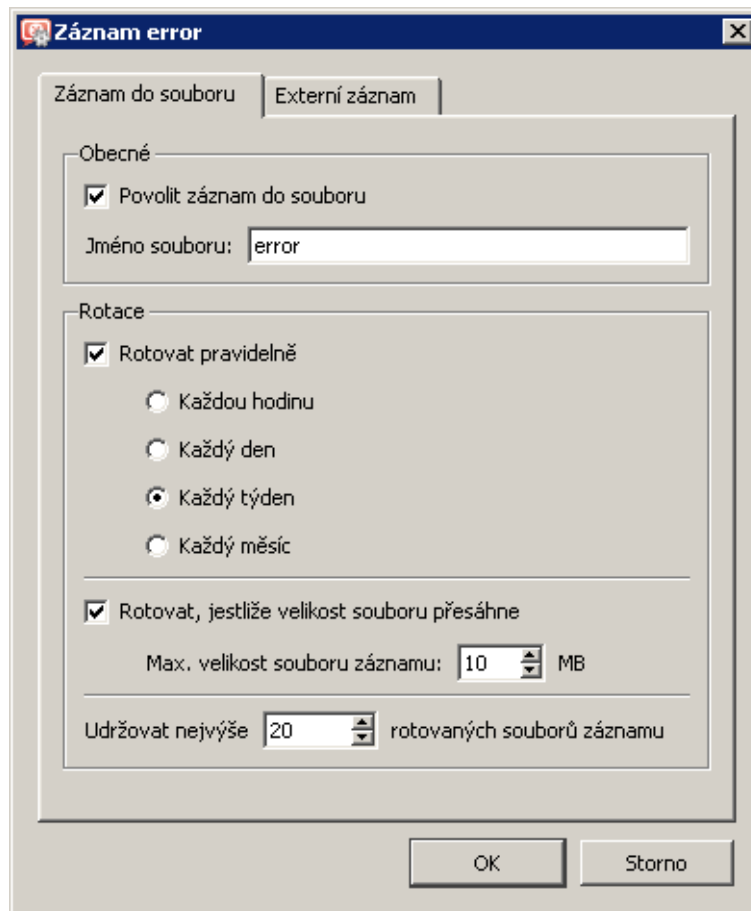 Záznam error
Záznam do souboru
Externí záznam
Obecné
Povolit záznam do souboru
Jméno souboru: error
Rotace
Rotovat pravidelně
Každou hodinu
Každý den
Každý týden
Každý měsíc
Rotovat, jestliže velikost souboru přesáhne
Max. velikost souboru záznamu: 10 MB
Udržovat nejvýše 20 rotovaných souborů záznamu
OK
Storno